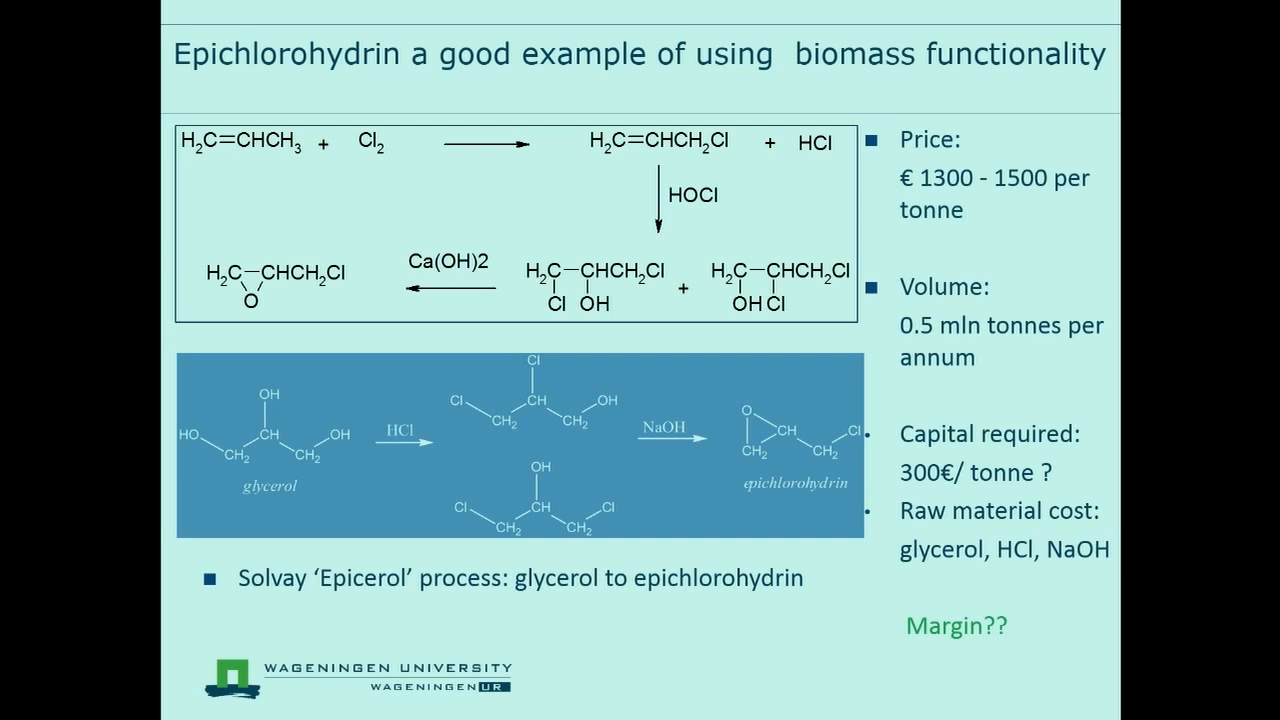 Epichlorohydrin a good example of using biomass functionality
H₂C=CHCH₃ + Cl₂ H₂C=CHCH₂Cl + HCl
HOCl
Ca(OH)2
H₂C—CHCH₂Cl H₂C—CHCH₂Cl + H₂C—CHCH₂Cl
O Cl OH OH Cl
OH
HO CH OH
CH₂ CH₂
glycerol
HCl
Cl
Cl CH OH
CH₂ CH₂
OH
Cl CH Cl
CH₂ CH₂
NaOH
O
CH Cl
CH₂ CH₂
epichlorohydrin
Solvay ‘Epicerol’ process: glycerol to epichlorohydrin
Price:
€ 1300 - 1500 per
tonne
Volume:
0.5 mln tonnes per
annum
Capital required:
300€/ tonne ?
Raw material cost:
glycerol, HCl, NaOH
Margin??
WAGENINGEN UNIVERSITY
WAGENINGEN UR